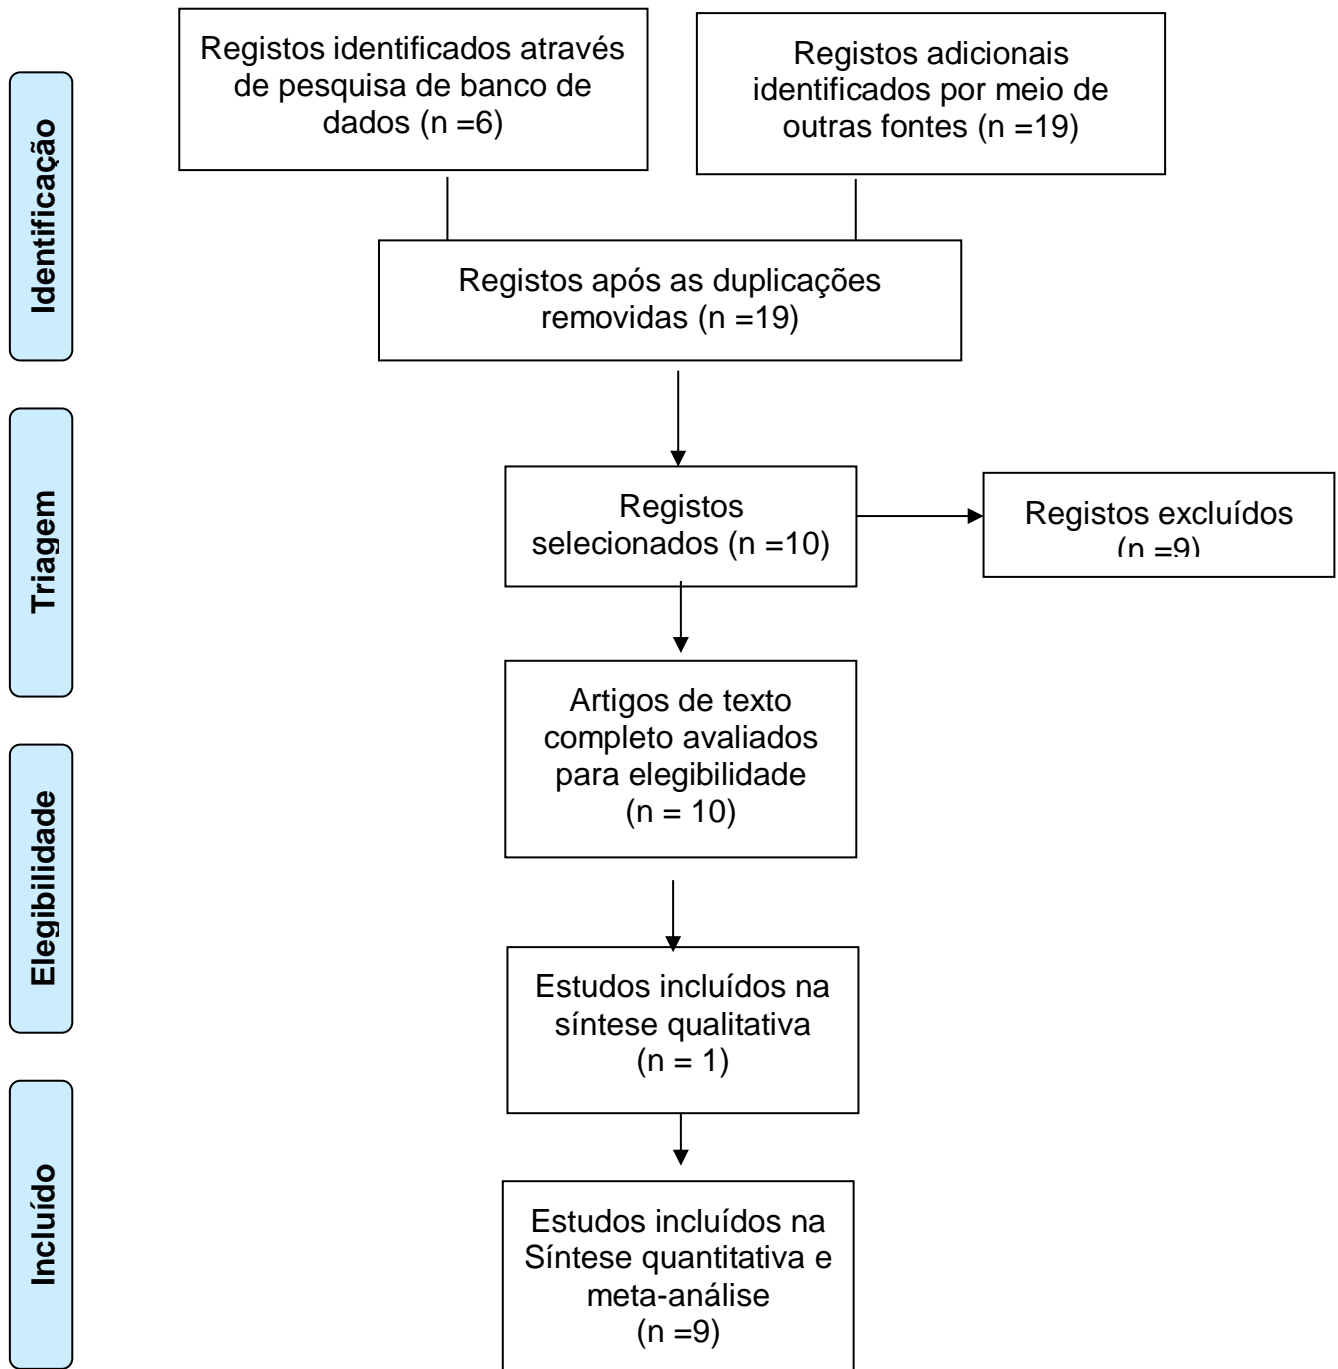 Registos identificados através
de pesquisa de banco de
dados (n =6)
Registos adicionais
identificados por meio de
outras fontes (n =19)
Identificação
Registos após as duplicações
removidas (n =19)
Triagem
Registos
selecionados (n =10)
Registos excluídos
(n =9)
Artigos de texto
completo avaliados
para elegibilidade
(n = 10)
Elegibilidade
Estudos incluídos na
síntese qualitativa
(n = 1)
Incluído
Estudos incluídos na
Síntese quantitativa e
meta-análise
(n =9)